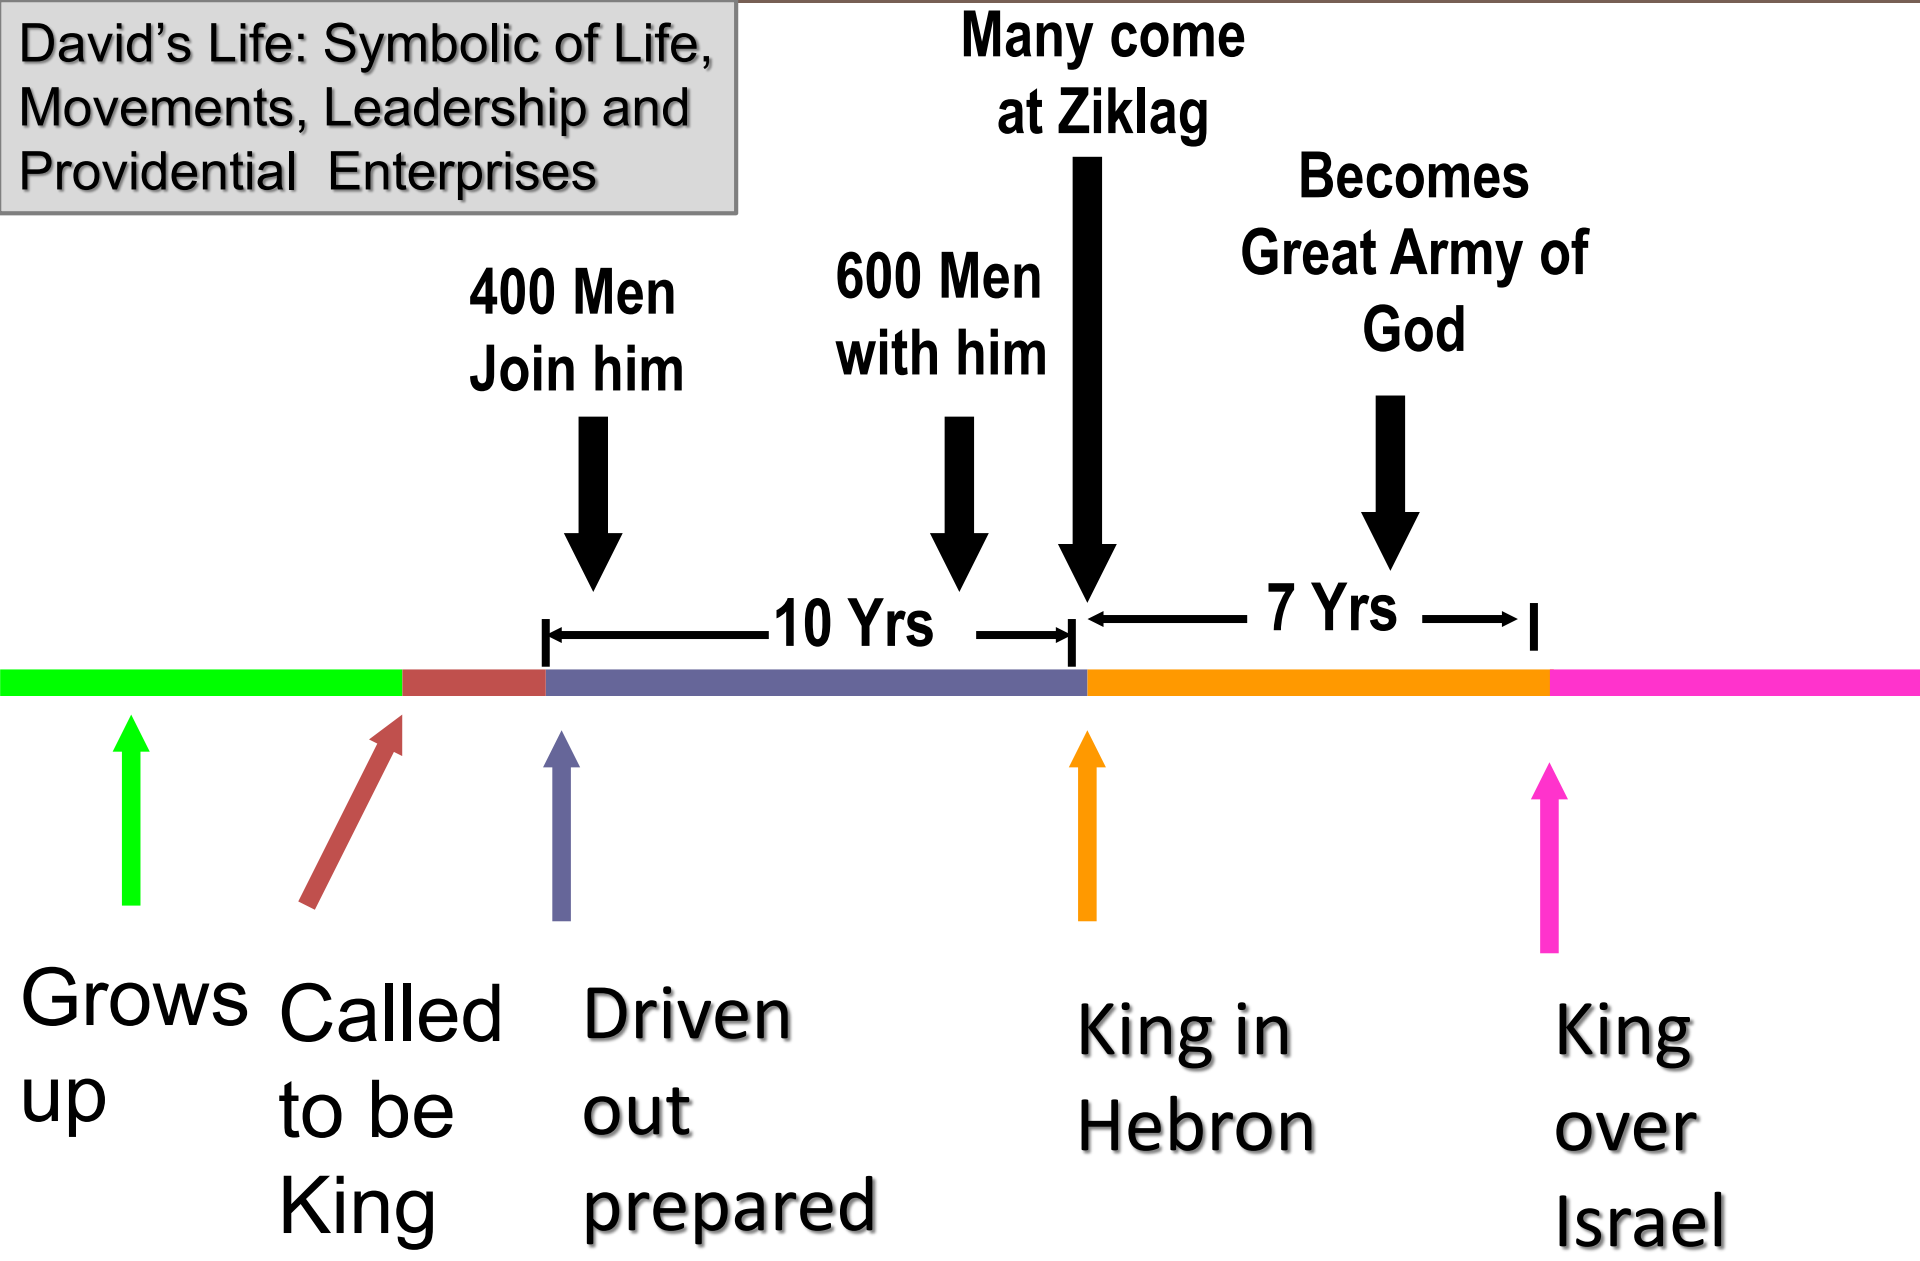 David’s Life: Symbolic of Life,
Movements, Leadership and
Providential Enterprises
Many come
at Ziklag
Becomes
Great Army of
God
400 Men
Join him
600 Men
with him
10 Yrs
7 Yrs
Grows
up
Called
to be
King
Driven
out
prepared
King in
Hebron
King
over
Israel